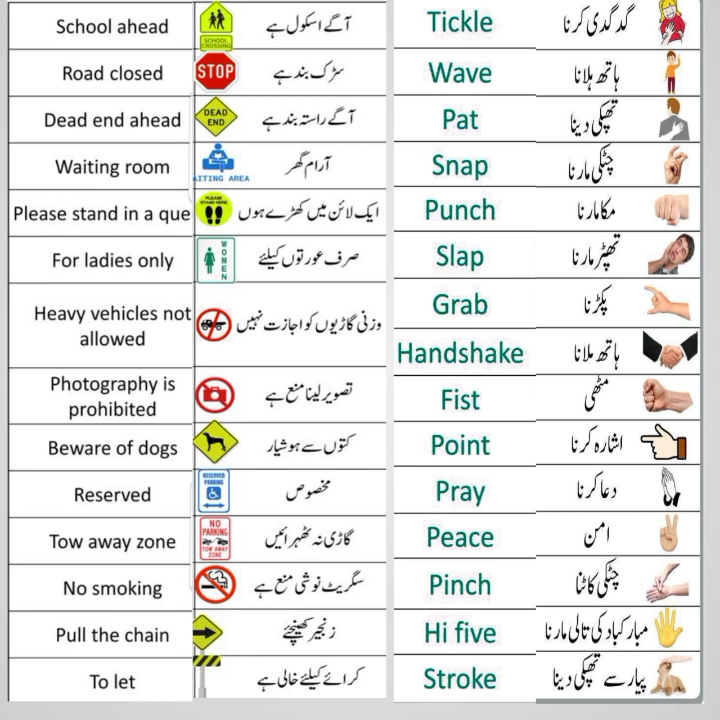 School ahead
SCHOOL CROSSING
آگے اسکول ہے
Road closed
STOP
سڑک بند ہے
Dead end ahead
DEAD END
آگے راستہ بند ہے
Waiting room
AITING AREA
آرام گھر
Please stand in a que
PLEASE STAND HERE
ایک لائن میں کھڑے ہوں
For ladies only
WOMEN
صرف عورتوں کیلئے
Heavy vehicles not
allowed
وزنی گاڑیوں کو اجازت نہیں
Photography is
prohibited
تصویر لینا منع ہے
Beware of dogs
کتوں سے ہوشیار
Reserved
RESERVED PARKING
مخصوص
Tow away zone
NO PARKING
TOW AWAY ZONE
گاڑی نہ ٹھہرائیں
No smoking
سگریٹ نوشی منع ہے
Pull the chain
زنجیر کھینچئے
To let
کرائے کیلئے خالی ہے
Tickle
گدگدی کرنا
Wave
ہاتھ ہلانا
Pat
تھپکی دینا
Snap
چٹکی مارنا
Punch
مکا مارنا
Slap
تھپڑ مارنا
Grab
پکڑنا
Handshake
ہاتھ ملانا
Fist
مٹھی
Point
اشارہ کرنا
Pray
دعا کرنا
Peace
امن
Pinch
چٹکی کاٹنا
Hi five
مبارکباد کی تالی مارنا
Stroke
پیار سے تھپکی دینا